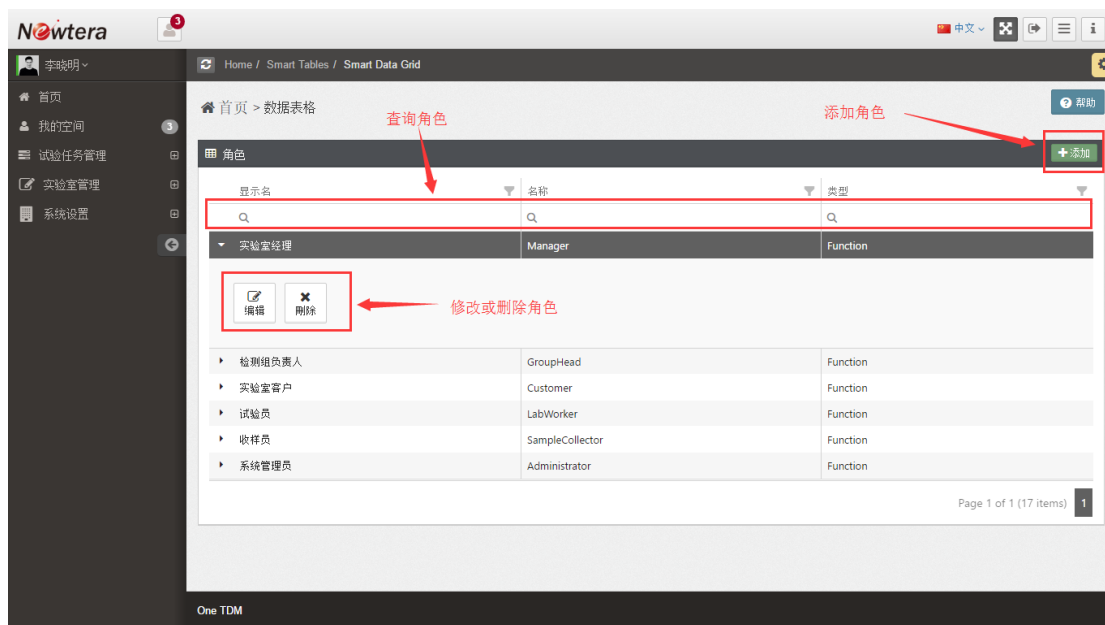 Newtera
3
中文
i
李晓明
Home / Smart Tables / Smart Data Grid
首页
我的空间
3
试验任务管理
实验室管理
系统设置
首页 > 数据表格
帮助
查询角色
添加角色
角色
添加
显示名 名称 类型
实验室经理 Manager Function
编辑 删除
修改或删除角色
检测组负责人 GroupHead Function
实验室客户 Customer Function
试验员 LabWorker Function
收样员 SampleCollector Function
系统管理员 Administrator Function
Page 1 of 1 (17 items) 1
One TDM